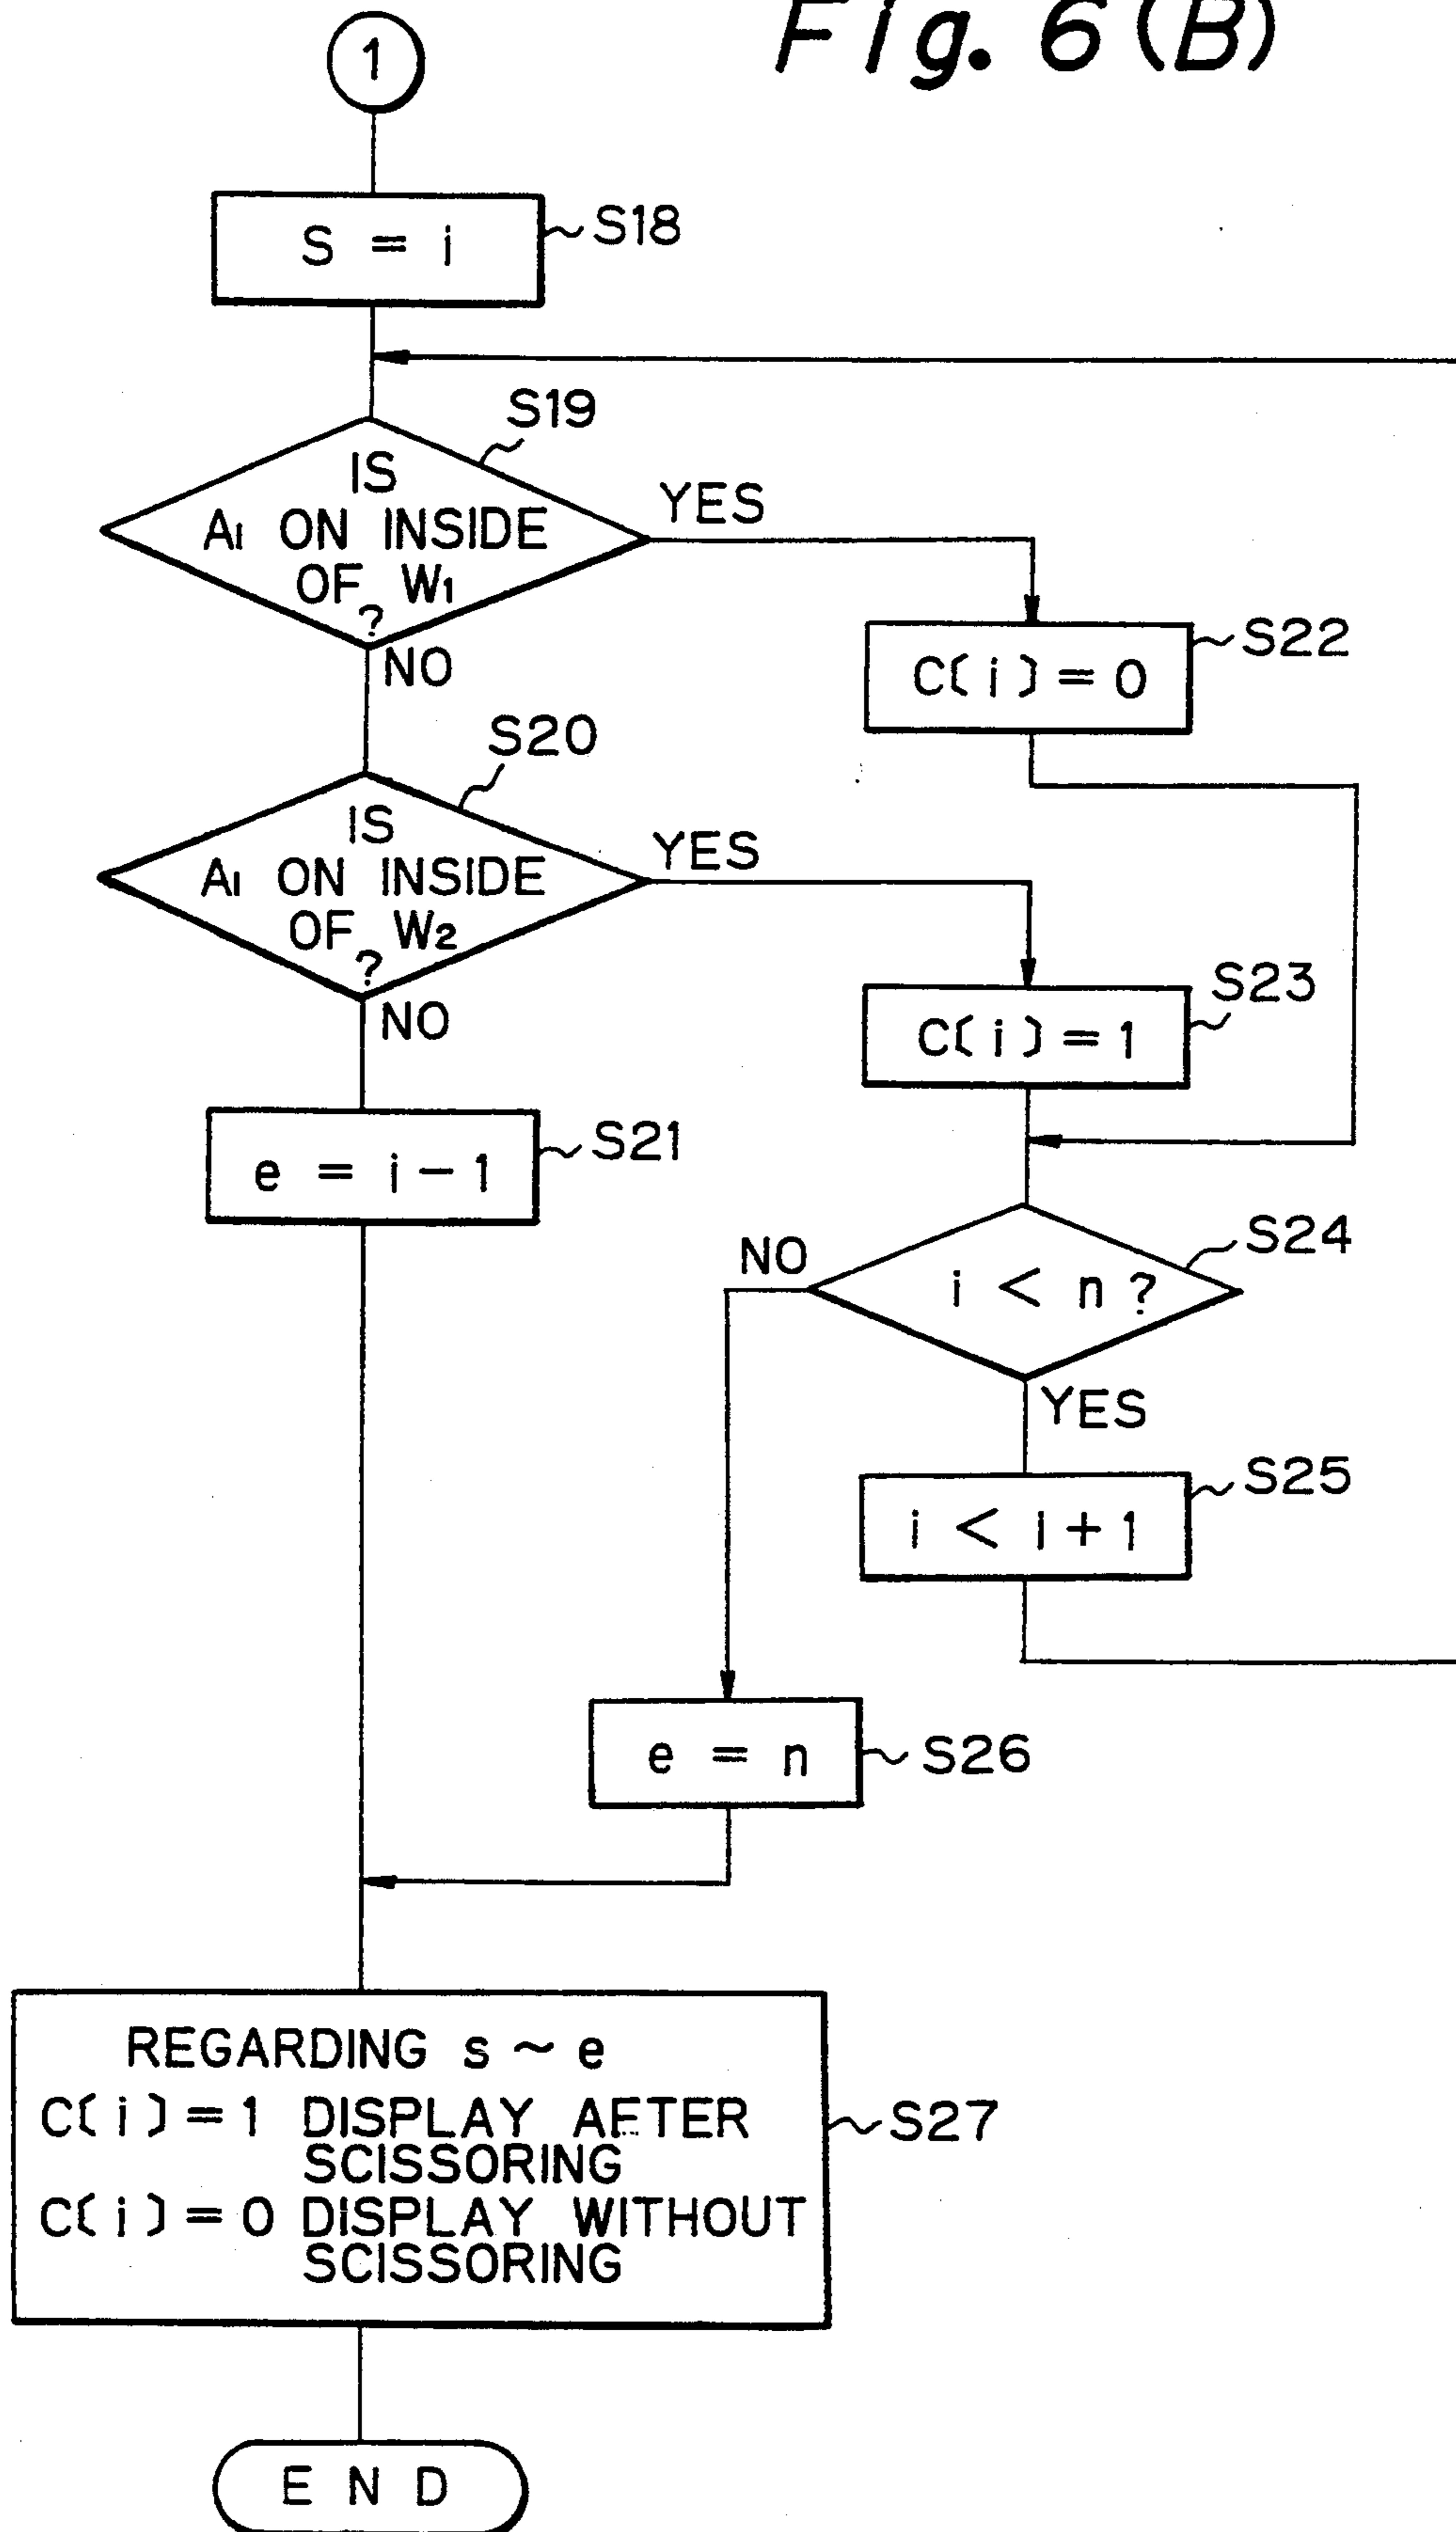 Fig. 6(B)
1
S = i
S18
S19
IS
Ai ON INSIDE
OF W1
?
YES
NO
C(i) = 0
S22
S20
IS
Ai ON INSIDE
OF W2
?
YES
NO
C(i) = 1
S23
e = i - 1
S21
NO
i < n ?
S24
YES
i < i + 1
S25
e = n
S26
REGARDING s ~ e
C(i) = 1 DISPLAY AFTER
SCISSORING
C(i) = 0 DISPLAY WITHOUT
SCISSORING
S27
END